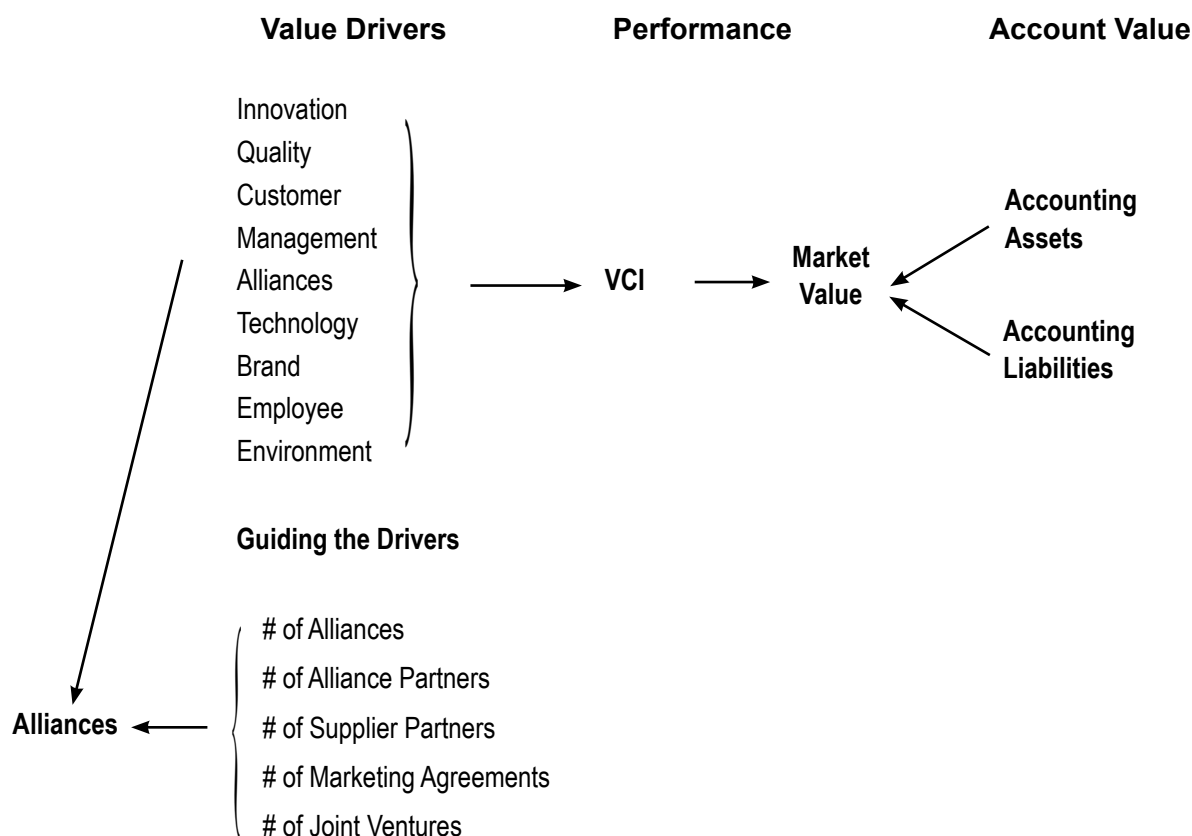 Value Drivers Performance Account Value
Innovation
Quality
Customer
Management
Alliances
Technology
Brand
Employee
Environment
VCI
Market
Value
Accounting
Assets
Accounting
Liabilities
Guiding the Drivers
# of Alliances
# of Alliance Partners
# of Supplier Partners
# of Marketing Agreements
# of Joint Ventures
Alliances